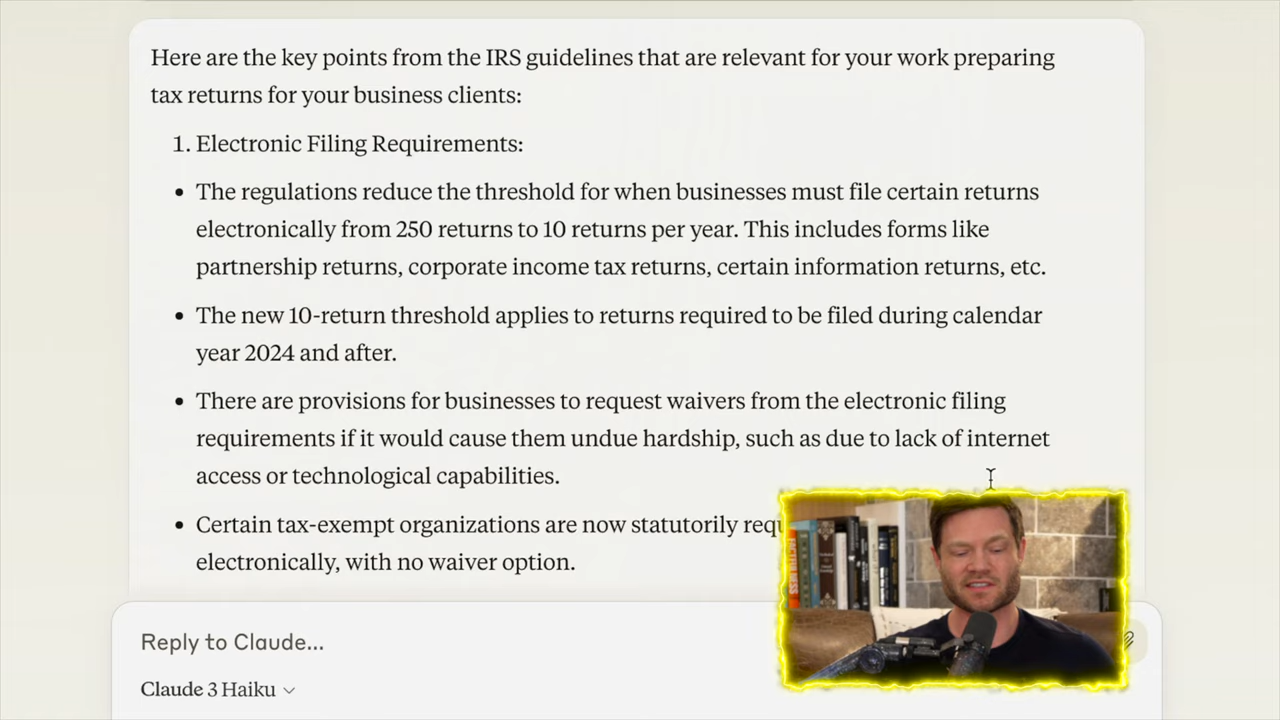 Here are the key points from the IRS guidelines that are relevant for your work preparing
tax returns for your business clients:
1. Electronic Filing Requirements:
• The regulations reduce the threshold for when businesses must file certain returns
electronically from 250 returns to 10 returns per year. This includes forms like
partnership returns, corporate income tax returns, certain information returns, etc.
• The new 10-return threshold applies to returns required to be filed during calendar
year 2024 and after.
• There are provisions for businesses to request waivers from the electronic filing
requirements if it would cause them undue hardship, such as due to lack of internet
access or technological capabilities.
• Certain tax-exempt organizations are now statutorily
electronically, with no waiver option.
FACTFULNESS
Reply to Claude...
Claude 3 Haiku